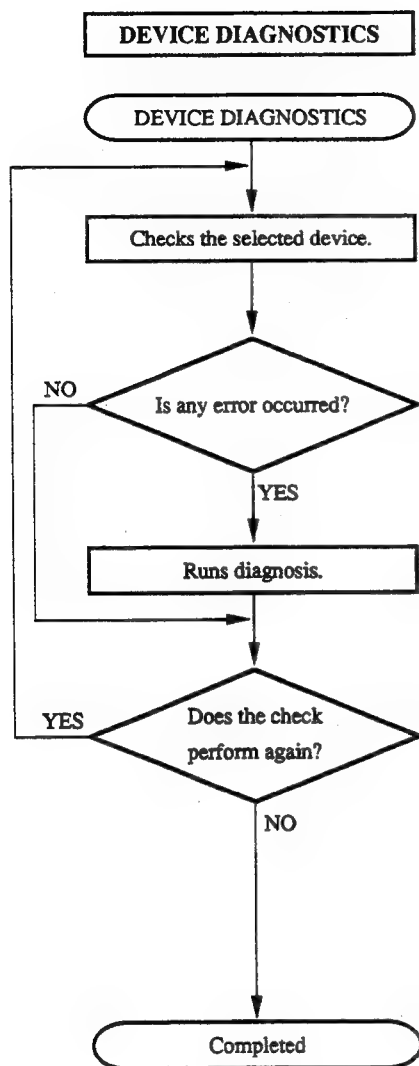 DEVICE DIAGNOSTICS
DEVICE DIAGNOSTICS
Checks the selected device.
Is any error occurred?
NO
YES
Runs diagnosis.
Does the check
perform again?
YES
NO
Completed